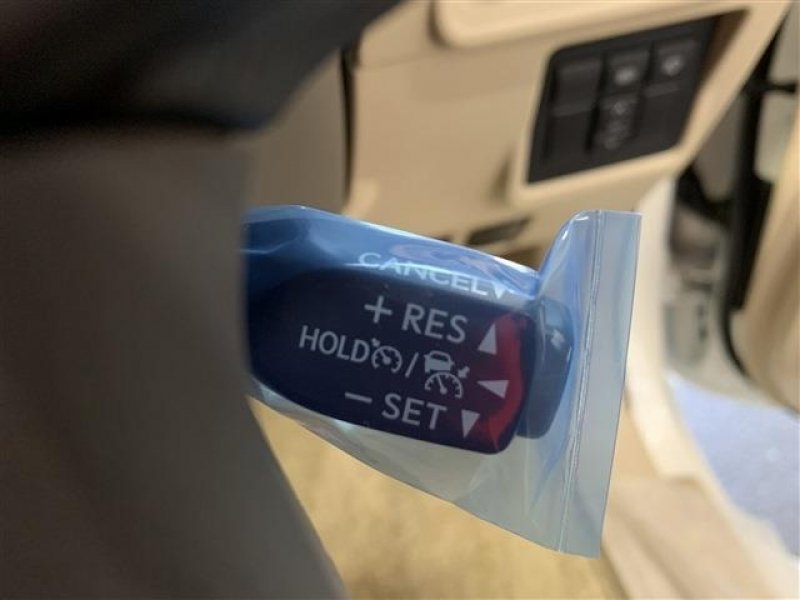 CANCEL▼
+ RES ▲
HOLD /
− SET ▼